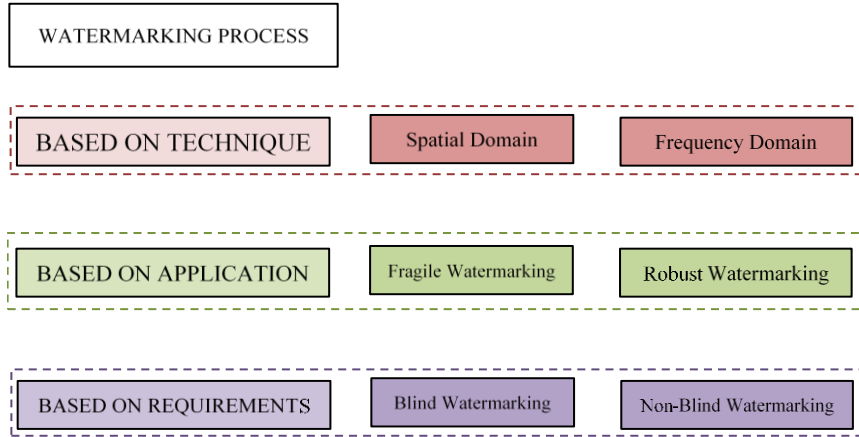 WATERMARKING PROCESS
BASED ON TECHNIQUE
Spatial Domain
Frequency Domain
BASED ON APPLICATION
Fragile Watermarking
Robust Watermarking
BASED ON REQUIREMENTS
Blind Watermarking
Non-Blind Watermarking